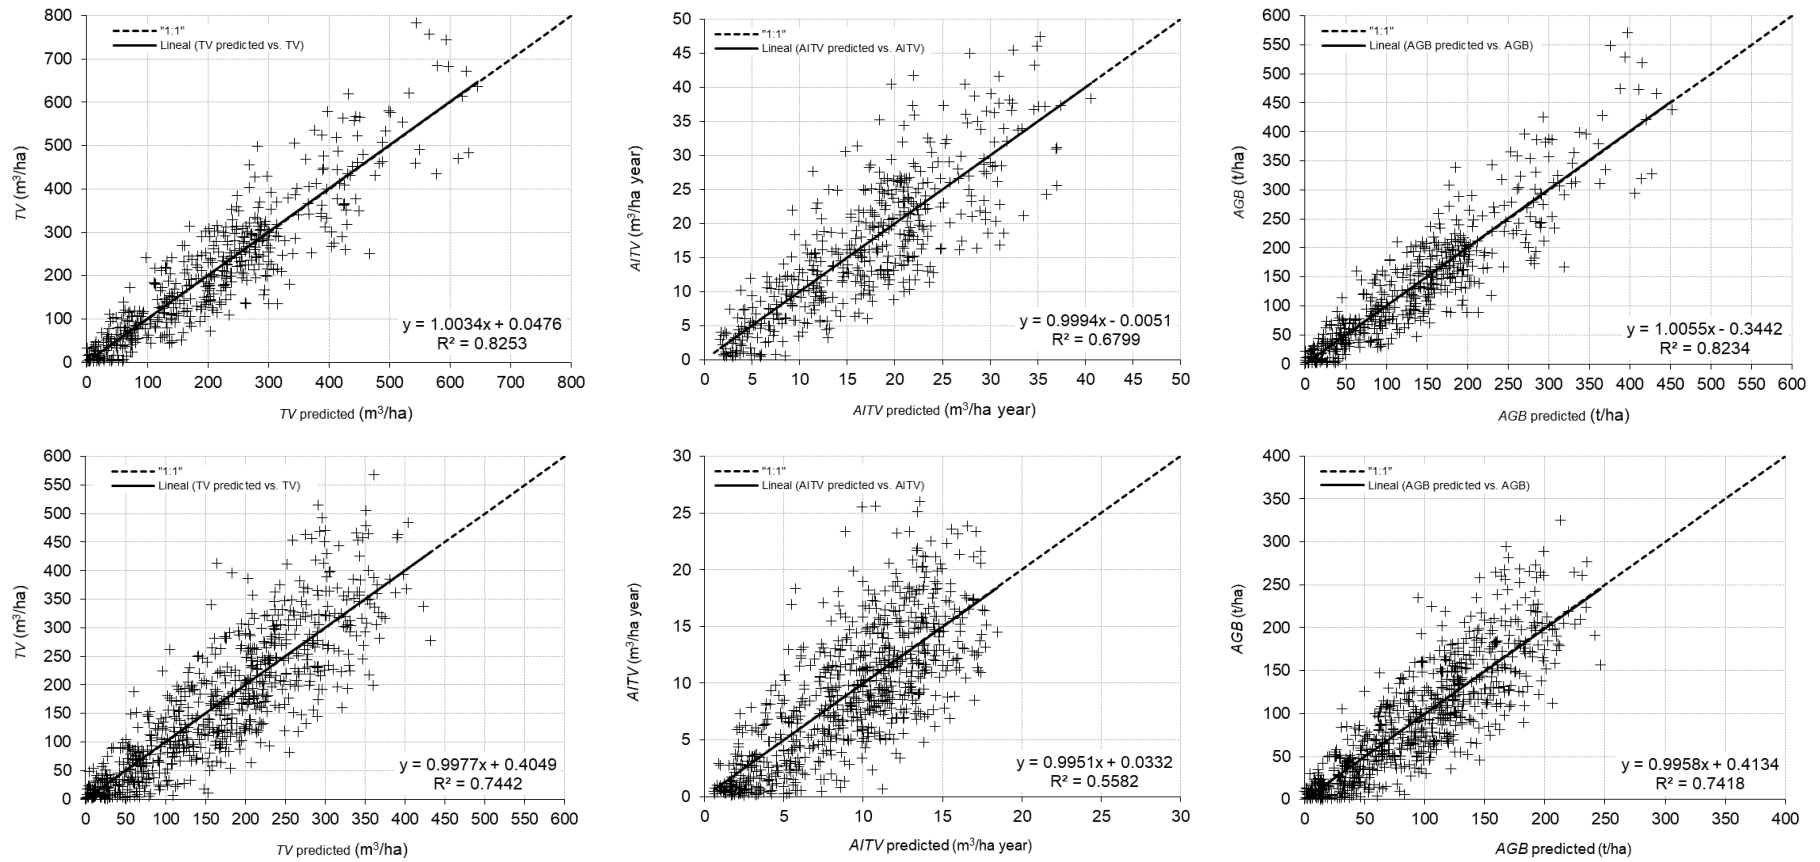 800
700
600
500
400
300
200
100
0
TV (m³/ha)
"1:1"
Lineal (TV predicted vs. TV)
y = 1.0034x + 0.0476
R² = 0.8253
0 100 200 300 400 500 600 700 800
TV predicted (m³/ha)
50
45
40
35
30
25
20
15
10
5
0
AITV (m³/ha year)
"1:1"
Lineal (AITV predicted vs. AITV)
y = 0.9994x - 0.0051
R² = 0.6799
0 5 10 15 20 25 30 35 40 45 50
AITV predicted (m³/ha year)
600
550
500
450
400
350
300
250
200
150
100
50
0
AGB (t/ha)
"1:1"
Lineal (AGB predicted vs. AGB)
y = 1.0055x - 0.3442
R² = 0.8234
0 50 100 150 200 250 300 350 400 450 500 550 600
AGB predicted (t/ha)
600
550
500
450
400
350
300
250
200
150
100
50
0
TV (m³/ha)
"1:1"
Lineal (TV predicted vs. TV)
y = 0.9977x + 0.4049
R² = 0.7442
0 50 100 150 200 250 300 350 400 450 500 550 600
TV predicted (m³/ha)
30
25
20
15
10
5
0
AITV (m³/ha year)
"1:1"
Lineal (AITV predicted vs. AITV)
y = 0.9951x + 0.0332
R² = 0.5582
0 5 10 15 20 25 30
AITV predicted (m³/ha year)
400
350
300
250
200
150
100
50
0
AGB (t/ha)
"1:1"
Lineal (AGB predicted vs. AGB)
y = 0.9958x + 0.4134
R² = 0.7418
0 50 100 150 200 250 300 350 400
AGB predicted (t/ha)